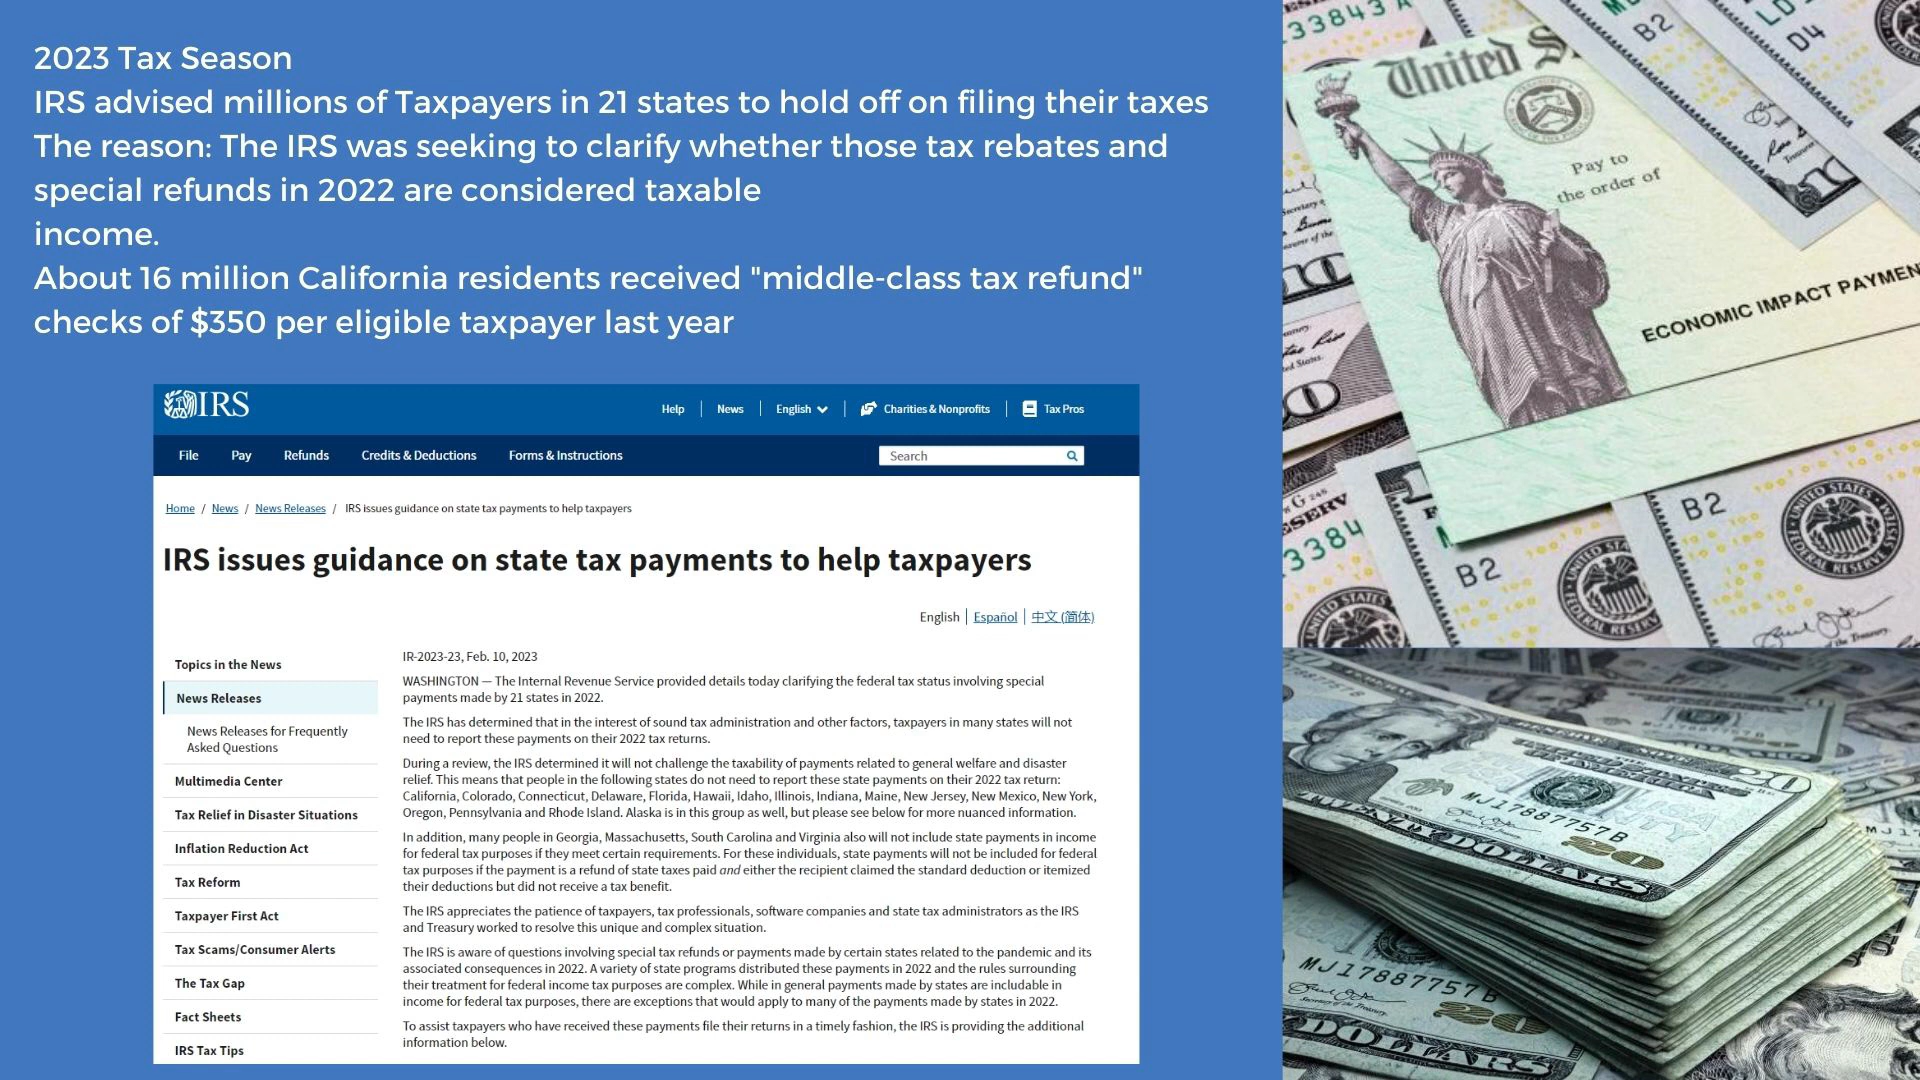 2023 Tax Season
IRS advised millions of Taxpayers in 21 states to hold off on filing their taxes
The reason: The IRS was seeking to clarify whether those tax rebates and
special refunds in 2022 are considered taxable
income.
About 16 million California residents received "middle-class tax refund"
checks of $350 per eligible taxpayer last year
IRS
Help News English Charities & Nonprofits Tax Pros
File Pay Refunds Credits & Deductions Forms & Instructions Search
Home / News / News Releases / IRS issues guidance on state tax payments to help taxpayers
IRS issues guidance on state tax payments to help taxpayers
English Español 中文 (简体)
Topics in the News
News Releases
News Releases for Frequently
Asked Questions
Multimedia Center
Tax Relief in Disaster Situations
Inflation Reduction Act
Tax Reform
Taxpayer First Act
Tax Scams/Consumer Alerts
The Tax Gap
Fact Sheets
IRS Tax Tips
IR-2023-23, Feb. 10, 2023
WASHINGTON — The Internal Revenue Service provided details today clarifying the federal tax status involving special
payments made by 21 states in 2022.
The IRS has determined that in the interest of sound tax administration and other factors, taxpayers in many states will not
need to report these payments on their 2022 tax returns.
During a review, the IRS determined it will not challenge the taxability of payments related to general welfare and disaster
relief. This means that people in the following states do not need to report these state payments on their 2022 tax return:
California, Colorado, Connecticut, Delaware, Florida, Hawaii, Idaho, Illinois, Indiana, Maine, New Jersey, New Mexico, New York,
Oregon, Pennsylvania and Rhode Island. Alaska is in this group as well, but please see below for more nuanced information.
In addition, many people in Georgia, Massachusetts, South Carolina and Virginia also will not include state payments in income
for federal tax purposes if they meet certain requirements. For these individuals, state payments will not be included for federal
tax purposes if the payment is a refund of state taxes paid and either the recipient claimed the standard deduction or itemized
their deductions but did not receive a tax benefit.
The IRS appreciates the patience of taxpayers, tax professionals, software companies and state tax administrators as the IRS
and Treasury worked to resolve this unique and complex situation.
The IRS is aware of questions involving special tax refunds or payments made by certain states related to the pandemic and its
associated consequences in 2022. A variety of state programs distributed these payments in 2022 and the rules surrounding
their treatment for federal income tax purposes are complex. While in general payments made by states are includable in
income for federal tax purposes, there are exceptions that would apply to many of the payments made by states in 2022.
To assist taxpayers who have received these payments file their returns in a timely fashion, the IRS is providing the additional
information below.
33843A
B2
D4
United S
Pay to
the order of
ECONOMIC IMPACT PAYMEN
B2
B2
3384
MJ17887757B
20
DOLLARS
MJ17887757B
20
DOLLARS